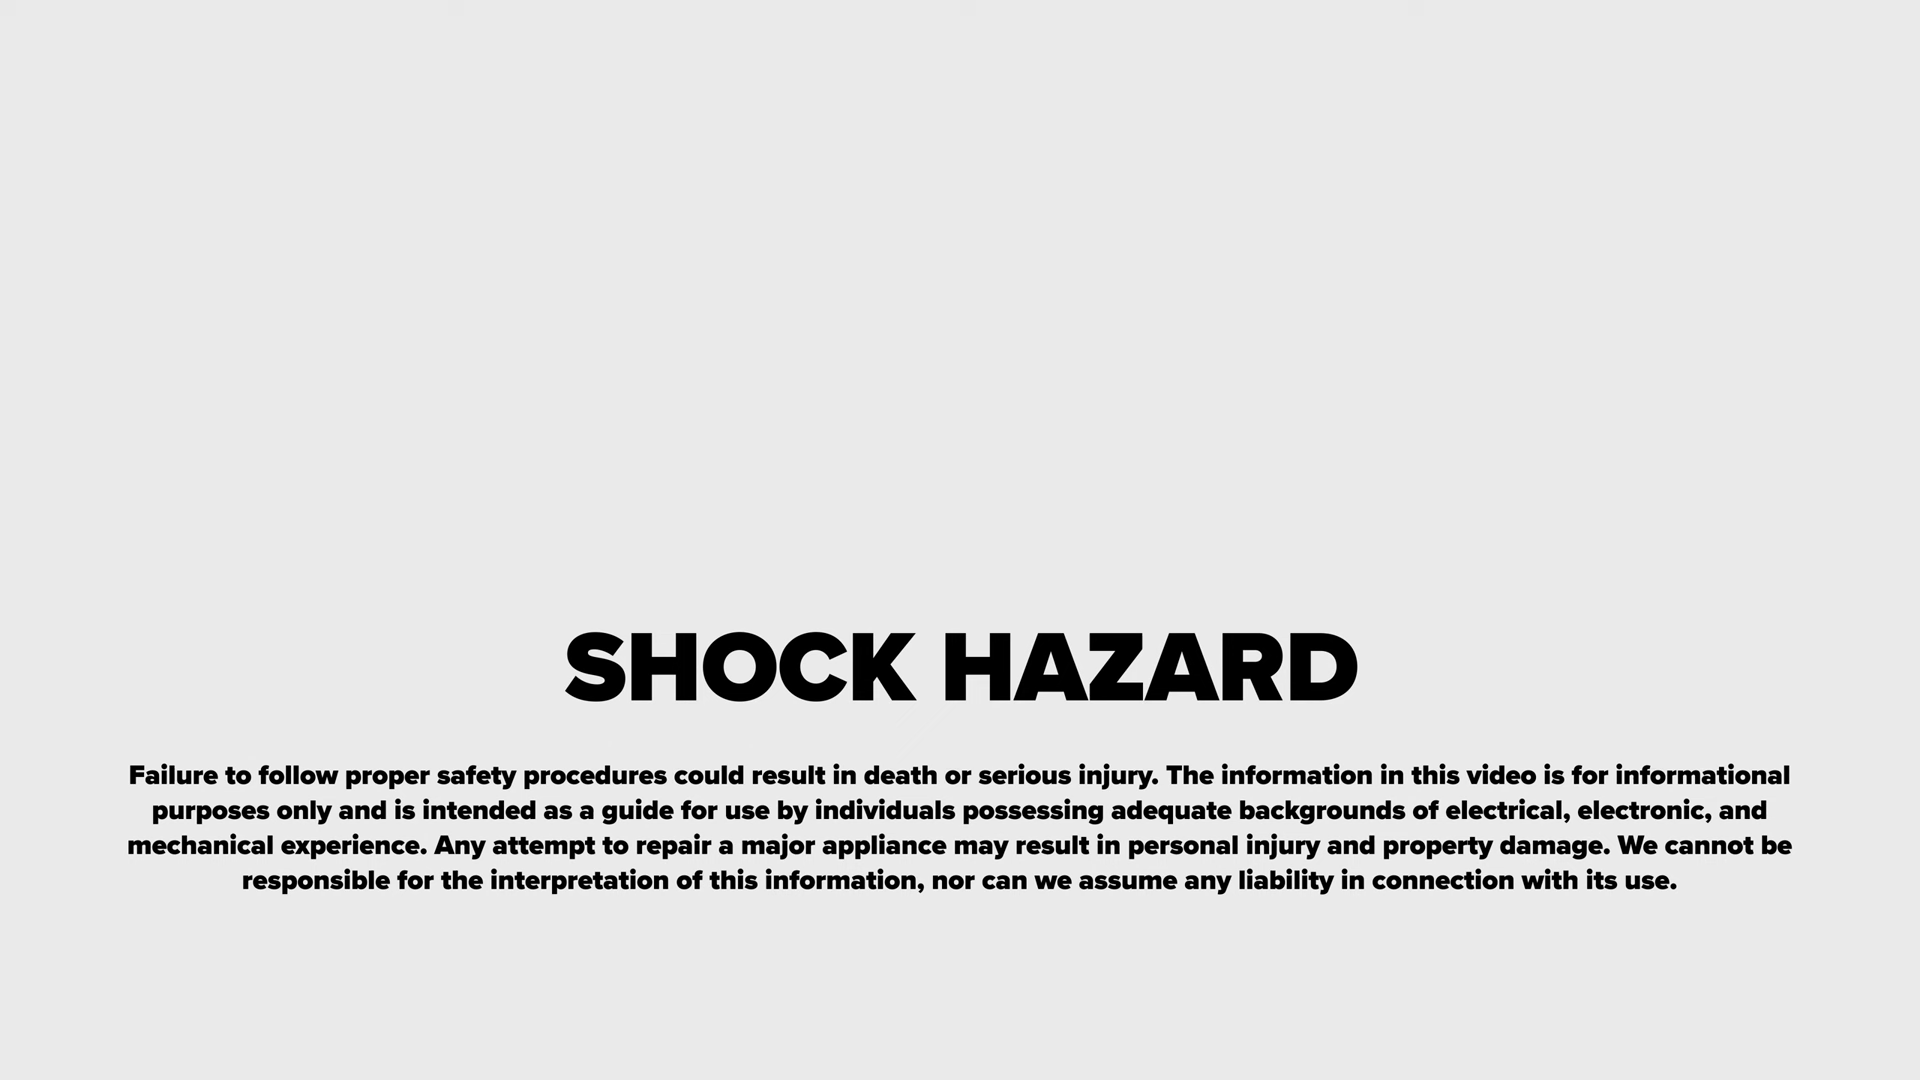 SHOCK HAZARD
Failure to follow proper safety procedures could result in death or serious injury. The information in this video is for informational
purposes only and is intended as a guide for use by individuals possessing adequate backgrounds of electrical, electronic, and
mechanical experience. Any attempt to repair a major appliance may result in personal injury and property damage. We cannot be
responsible for the interpretation of this information, nor can we assume any liability in connection with its use.